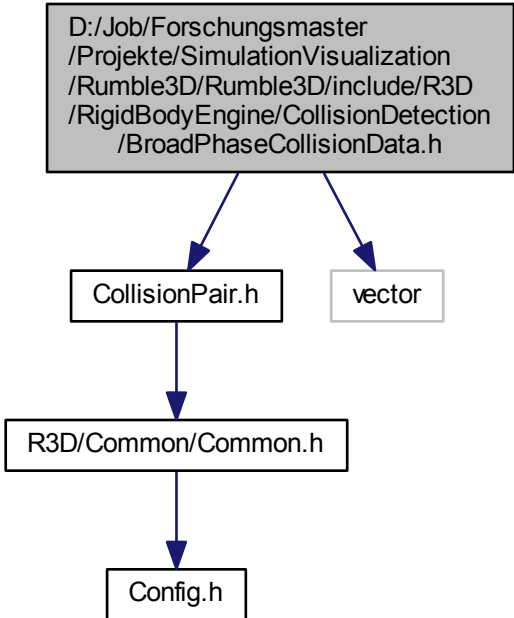 D:/Job/Forschungsmaster
/Projekte/SimulationVisualization
/Rumble3D/Rumble3D/include/R3D
/RigidBodyEngine/CollisionDetection
/BroadPhaseCollisionData.h
CollisionPair.h
vector
R3D/Common/Common.h
Config.h